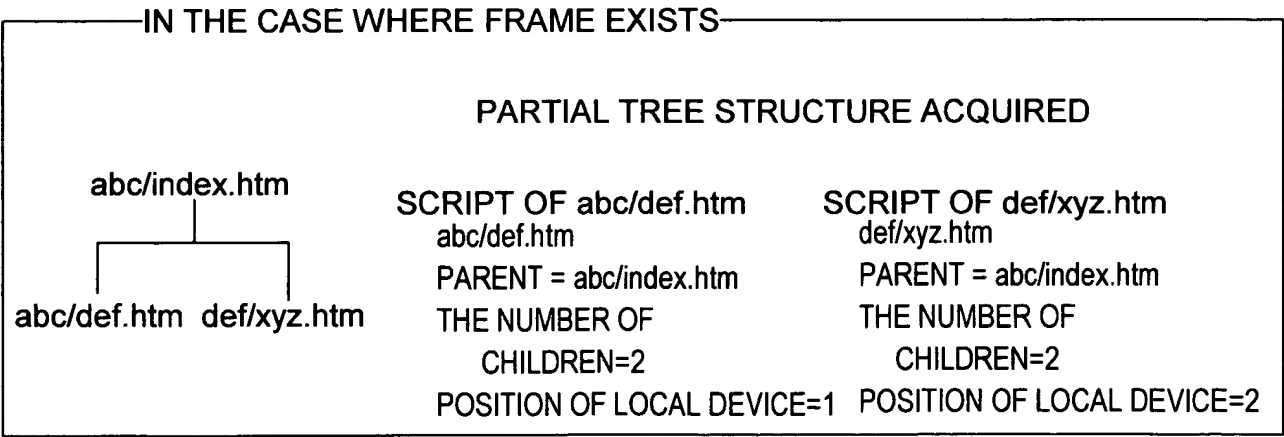 IN THE CASE WHERE FRAME EXISTS
PARTIAL TREE STRUCTURE ACQUIRED
abc/index.htm
abc/def.htm def/xyz.htm
SCRIPT OF abc/def.htm
abc/def.htm
PARENT = abc/index.htm
THE NUMBER OF
CHILDREN=2
POSITION OF LOCAL DEVICE=1
SCRIPT OF def/xyz.htm
def/xyz.htm
PARENT = abc/index.htm
THE NUMBER OF
CHILDREN=2
POSITION OF LOCAL DEVICE=2